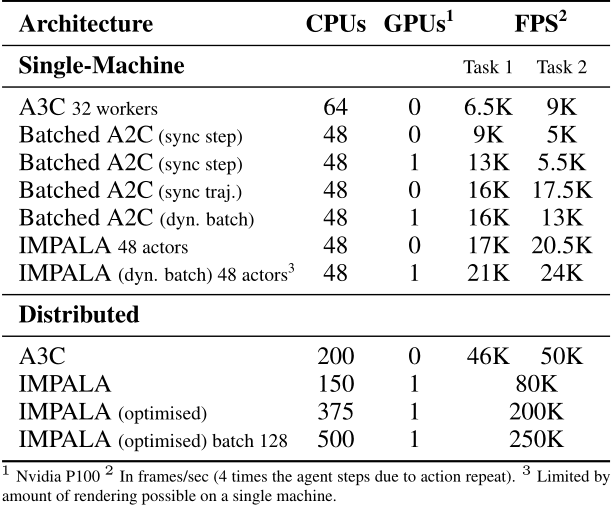 Architecture CPUs GPUs¹ FPS²
Single-Machine Task 1 Task 2
A3C 32 workers 64 0 6.5K 9K
Batched A2C (sync step) 48 0 9K 5K
Batched A2C (sync step) 48 1 13K 5.5K
Batched A2C (sync traj.) 48 0 16K 17.5K
Batched A2C (dyn. batch) 48 1 16K 13K
IMPALA 48 actors 48 0 17K 20.5K
IMPALA (dyn. batch) 48 actors³ 48 1 21K 24K
Distributed
A3C 200 0 46K 50K
IMPALA 150 1 80K
IMPALA (optimised) 375 1 200K
IMPALA (optimised) batch 128 500 1 250K
¹ Nvidia P100 ² In frames/sec (4 times the agent steps due to action repeat). ³ Limited by
amount of rendering possible on a single machine.